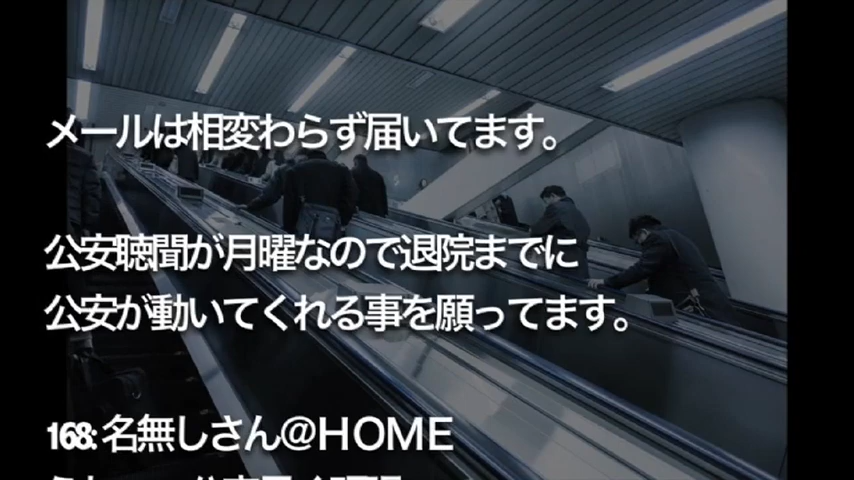 メールは相変わらず届いてます。
公安聴聞が月曜なので退院までに
公安が動いてくれる事を願ってます。
168: 名無しさん＠ＨＯＭＥ